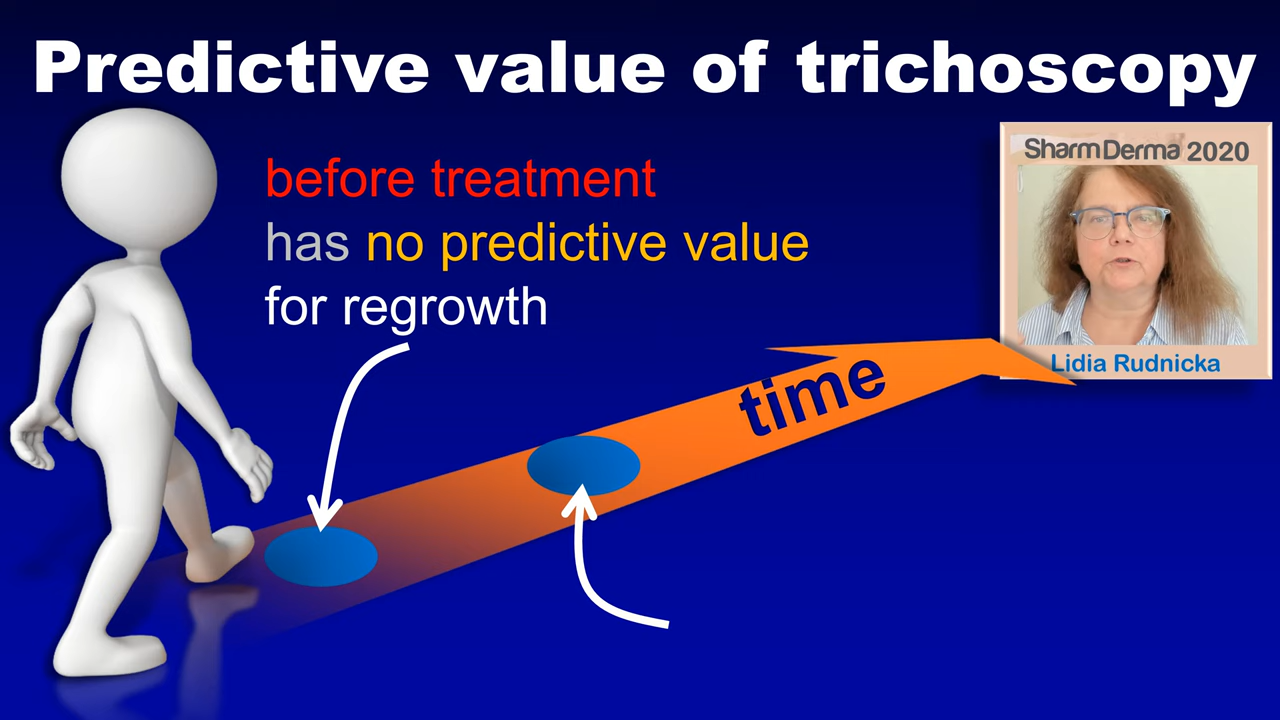 Predictive value of trichoscopy
before treatment
has no predictive value
for regrowth
time
SharmDerma 2020
Lidia Rudnicka